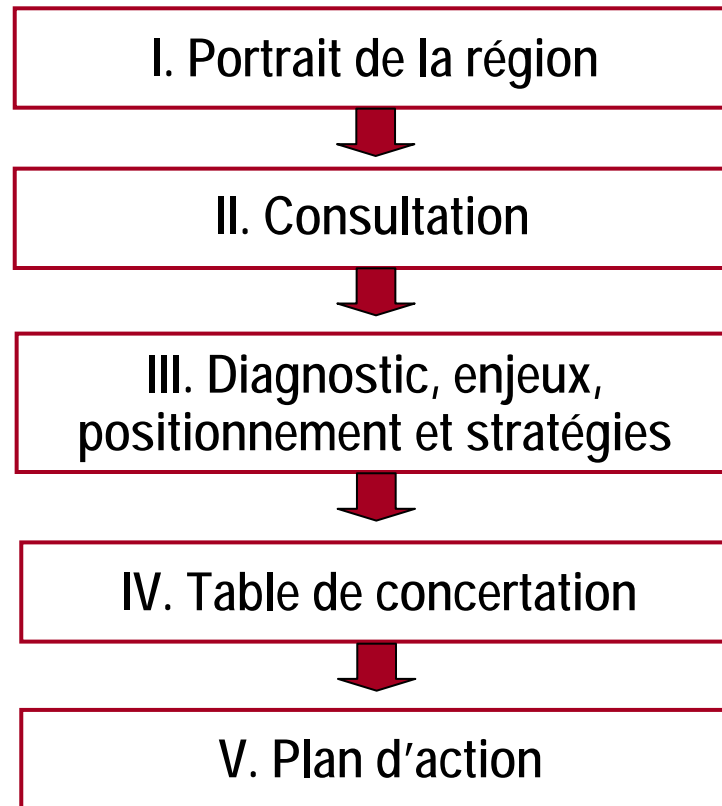 I. Portrait de la région
II. Consultation
III. Diagnostic, enjeux,
positionnement et stratégies
IV. Table de concertation
V. Plan d’action